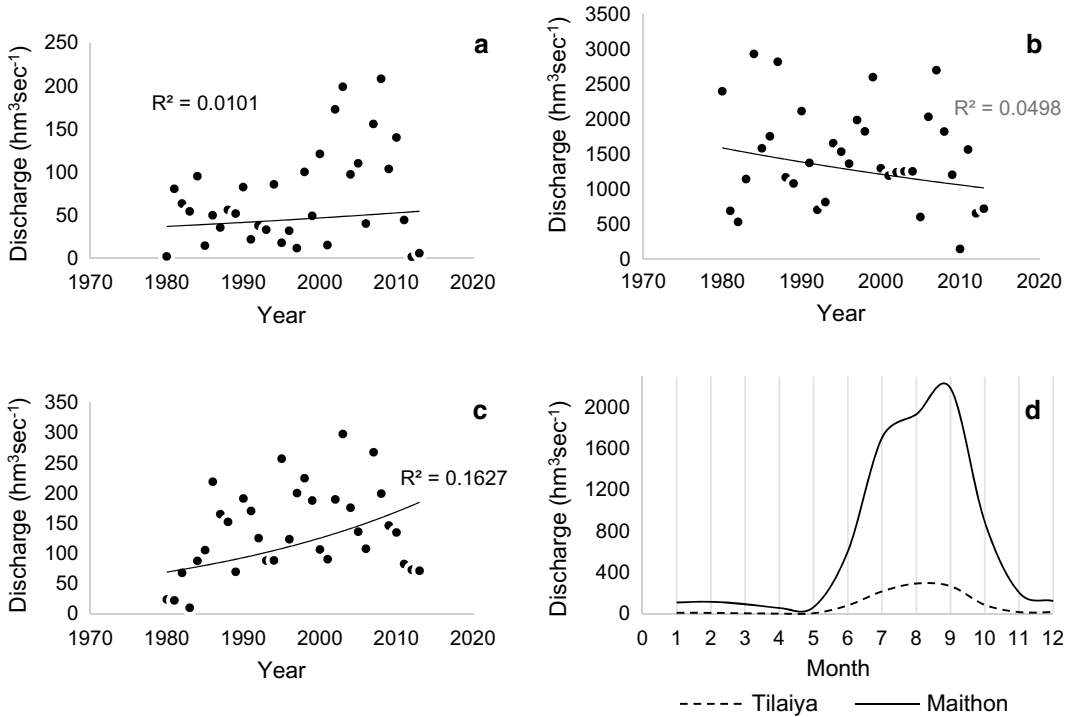 a
Discharge (hm³sec⁻¹)
250
200
150
100
50
0
R² = 0.0101
1970 1980 1990 2000 2010 2020
Year
b
Discharge (hm³sec⁻¹)
3500
3000
2500
2000
1500
1000
500
0
R² = 0.0498
1970 1980 1990 2000 2010 2020
Year
c
Discharge (hm³sec⁻¹)
350
300
250
200
150
100
50
0
R² = 0.1627
1970 1980 1990 2000 2010 2020
Year
d
Discharge (hm³sec⁻¹)
2000
1600
1200
800
400
0
0 1 2 3 4 5 6 7 8 9 10 11 12
Month
Tilaiya Maithon